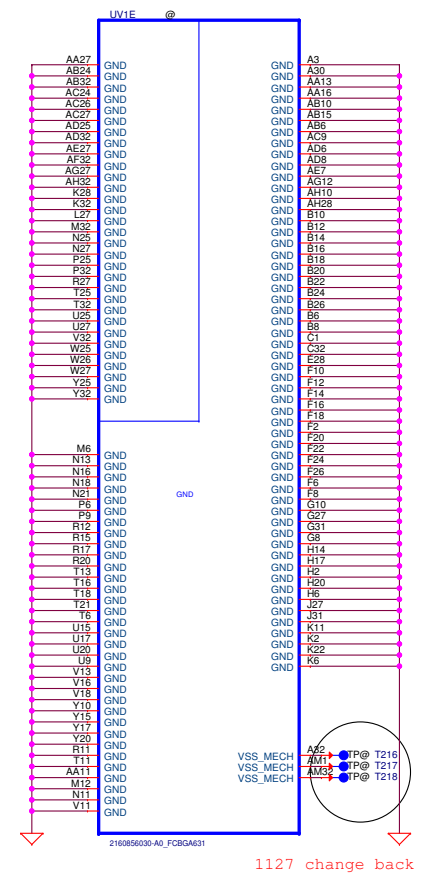 UV1E @
AA27 GND GND A3
AB24 GND GND A30
AB32 GND GND AA13
AC24 GND GND AA16
AC26 GND GND AB10
AC27 GND GND AB15
AD25 GND GND AB6
AD32 GND GND AC9
AE27 GND GND AD6
AF32 GND GND AD8
AG27 GND GND AE7
AH32 GND GND AG12
K28 GND GND AH10
K32 GND GND AH28
L27 GND GND B10
M32 GND GND B12
N25 GND GND B14
N27 GND GND B16
P25 GND GND B18
P32 GND GND B20
R27 GND GND B22
T25 GND GND B24
T32 GND GND B26
U25 GND GND B6
U27 GND GND B8
V32 GND GND C1
W25 GND GND C32
W26 GND GND E28
W27 GND GND F10
Y25 GND GND F12
Y32 GND GND F14
GND F16
GND F18
GND F2
GND F20
M6 GND GND F22
N13 GND GND F24
N16 GND GND F26
N18 GND GND F6
GND
N21 GND GND F8
P6 GND GND G10
P9 GND GND G27
R12 GND GND G31
R15 GND GND G8
R17 GND GND H14
R20 GND GND H17
T13 GND GND H2
T16 GND GND H20
T18 GND GND H6
T21 GND GND J27
T6 GND GND J31
U15 GND GND K11
U17 GND GND K2
U20 GND GND K22
U9 GND GND K6
V13 GND
V16 GND
V18 GND
Y10 GND
Y15 GND
Y17 GND
Y20 GND
R11 GND VSS_MECH A32 TP@ T216
T11 GND VSS_MECH AM1 TP@ T217
AA11 GND VSS_MECH AM32 TP@ T218
M12 GND
N11 GND
V11 GND
2160856030-A0_FCBGA631
1127 change back